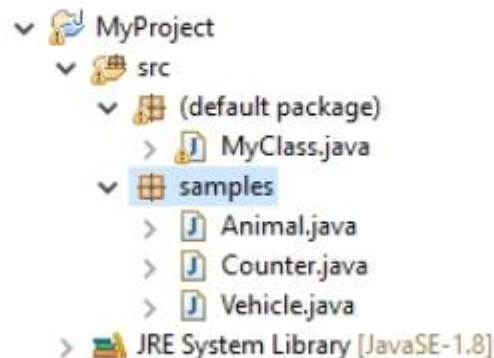 MyProject
src
(default package)
MyClass.java
samples
Animal.java
Counter.java
Vehicle.java
JRE System Library [JavaSE-1.8]